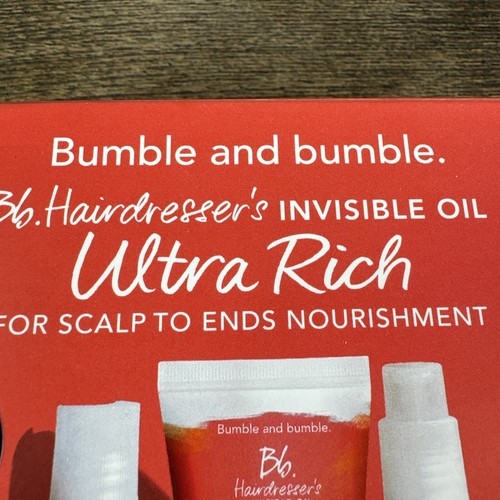 Bumble and bumble.
Bb. Hairdresser's INVISIBLE OIL
Ultra Rich
FOR SCALP TO ENDS NOURISHMENT
Bumble and bumble.
Bb.
Hairdresser's